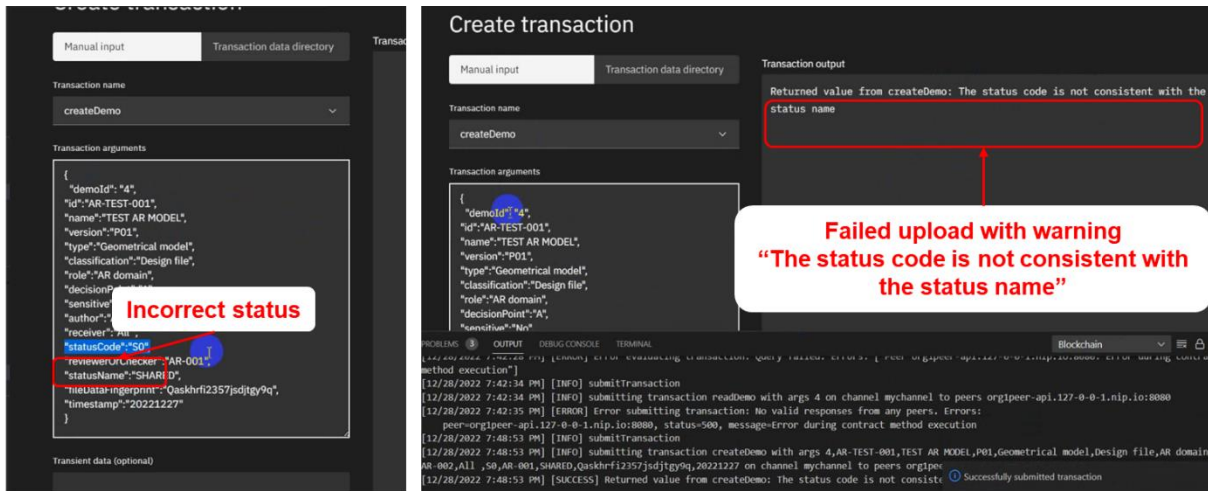 Create transaction
Manual input
Transaction data directory
Transaction name
createDemo
Transaction arguments
{
"demoId": "4",
"id":"AR-TEST-001",
"name":"TEST AR MODEL",
"version":"P01",
"type":"Geometrical model",
"classification":"Design file",
"role":"AR domain",
"sensitive"
"author":
"receiver":"All ",
"statusCode":"S0",
"reviewerOrChecker":"AR-001",
"statusName":"SHARED",
"fileDataFingerprint":"Qaskhrfi2357jsdjtgy9q",
"timestamp":"20221227"
}
Transient data (optional)
Incorrect status
Create transaction
Manual input
Transaction data directory
Transaction name
createDemo
Transaction arguments
{
"demoId": "4",
"id":"AR-TEST-001",
"name":"TEST AR MODEL",
"version":"P01",
"type":"Geometrical model",
"classification":"Design file",
"role":"AR domain",
"decisionPoint":"A",
"sensitive":"No",
Transaction output
Returned value from createDemo: The status code is not consistent with the
status name
Failed upload with warning
“The status code is not consistent with
the status name”
PROBLEMS 3 OUTPUT DEBUG CONSOLE TERMINAL Blockchain
method execution"]
[12/28/2022 7:42:34 PM] [INFO] submitTransaction
[12/28/2022 7:42:34 PM] [INFO] submitting transaction readDemo with args 4 on channel mychannel to peers org1peer-api.127-0-0-1.nip.io:8080
[12/28/2022 7:42:35 PM] [ERROR] Error submitting transaction: No valid responses from any peers. Errors:
peer=org1peer-api.127-0-0-1.nip.io:8080, status=500, message=Error during contract method execution
[12/28/2022 7:48:53 PM] [INFO] submitTransaction
[12/28/2022 7:48:53 PM] [INFO] submitting transaction createDemo with args 4,AR-TEST-001,TEST AR MODEL,P01,Geometrical model,Design file,AR domain
AR-002,All ,S0,AR-001,SHARED,Qaskhrfi2357jsdjtgy9q,20221227 on channel mychannel to peers org1pee
[12/28/2022 7:48:53 PM] [SUCCESS] Returned value from createDemo: The status code is not consiste
Successfully submitted transaction